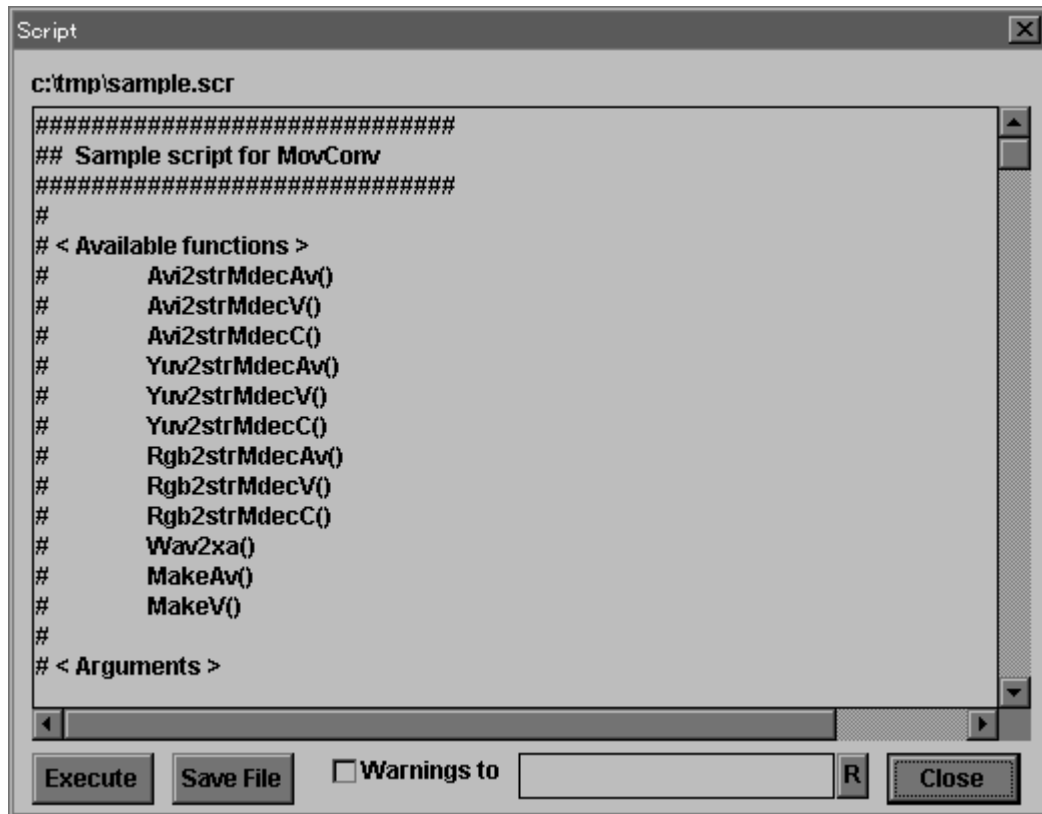 Script
c:\tmp\sample.scr
##############################
## Sample script for MovConv
##############################
#
# < Available functions >
# Avi2strMdecAv()
# Avi2strMdecV()
# Avi2strMdecC()
# Yuv2strMdecAv()
# Yuv2strMdecV()
# Yuv2strMdecC()
# Rgb2strMdecAv()
# Rgb2strMdecV()
# Rgb2strMdecC()
# Wav2xa()
# MakeAv()
# MakeV()
#
# < Arguments >
Execute Save File Warnings to R Close